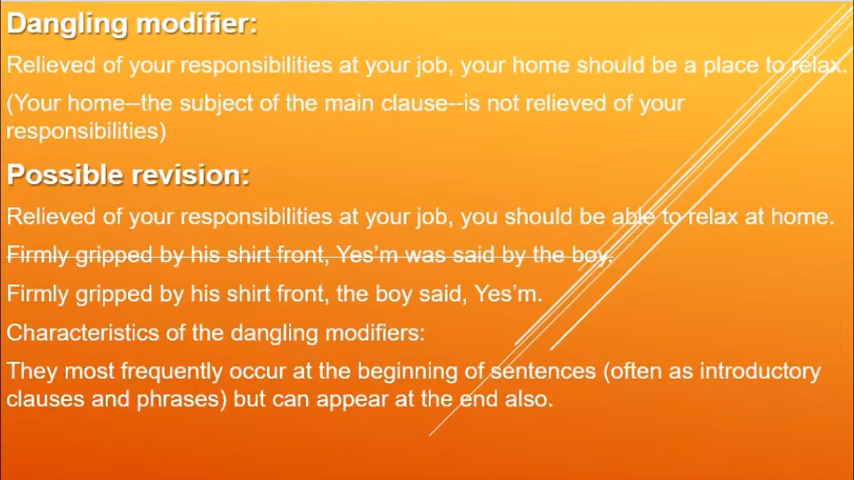 Dangling modifier:
Relieved of your responsibilities at your job, your home should be a place to relax.
(Your home--the subject of the main clause--is not relieved of your
responsibilities)
Possible revision:
Relieved of your responsibilities at your job, you should be able to relax at home.
Firmly gripped by his shirt front, Yes’m was said by the boy.
Firmly gripped by his shirt front, the boy said, Yes’m.
Characteristics of the dangling modifiers:
They most frequently occur at the beginning of sentences (often as introductory
clauses and phrases) but can appear at the end also.